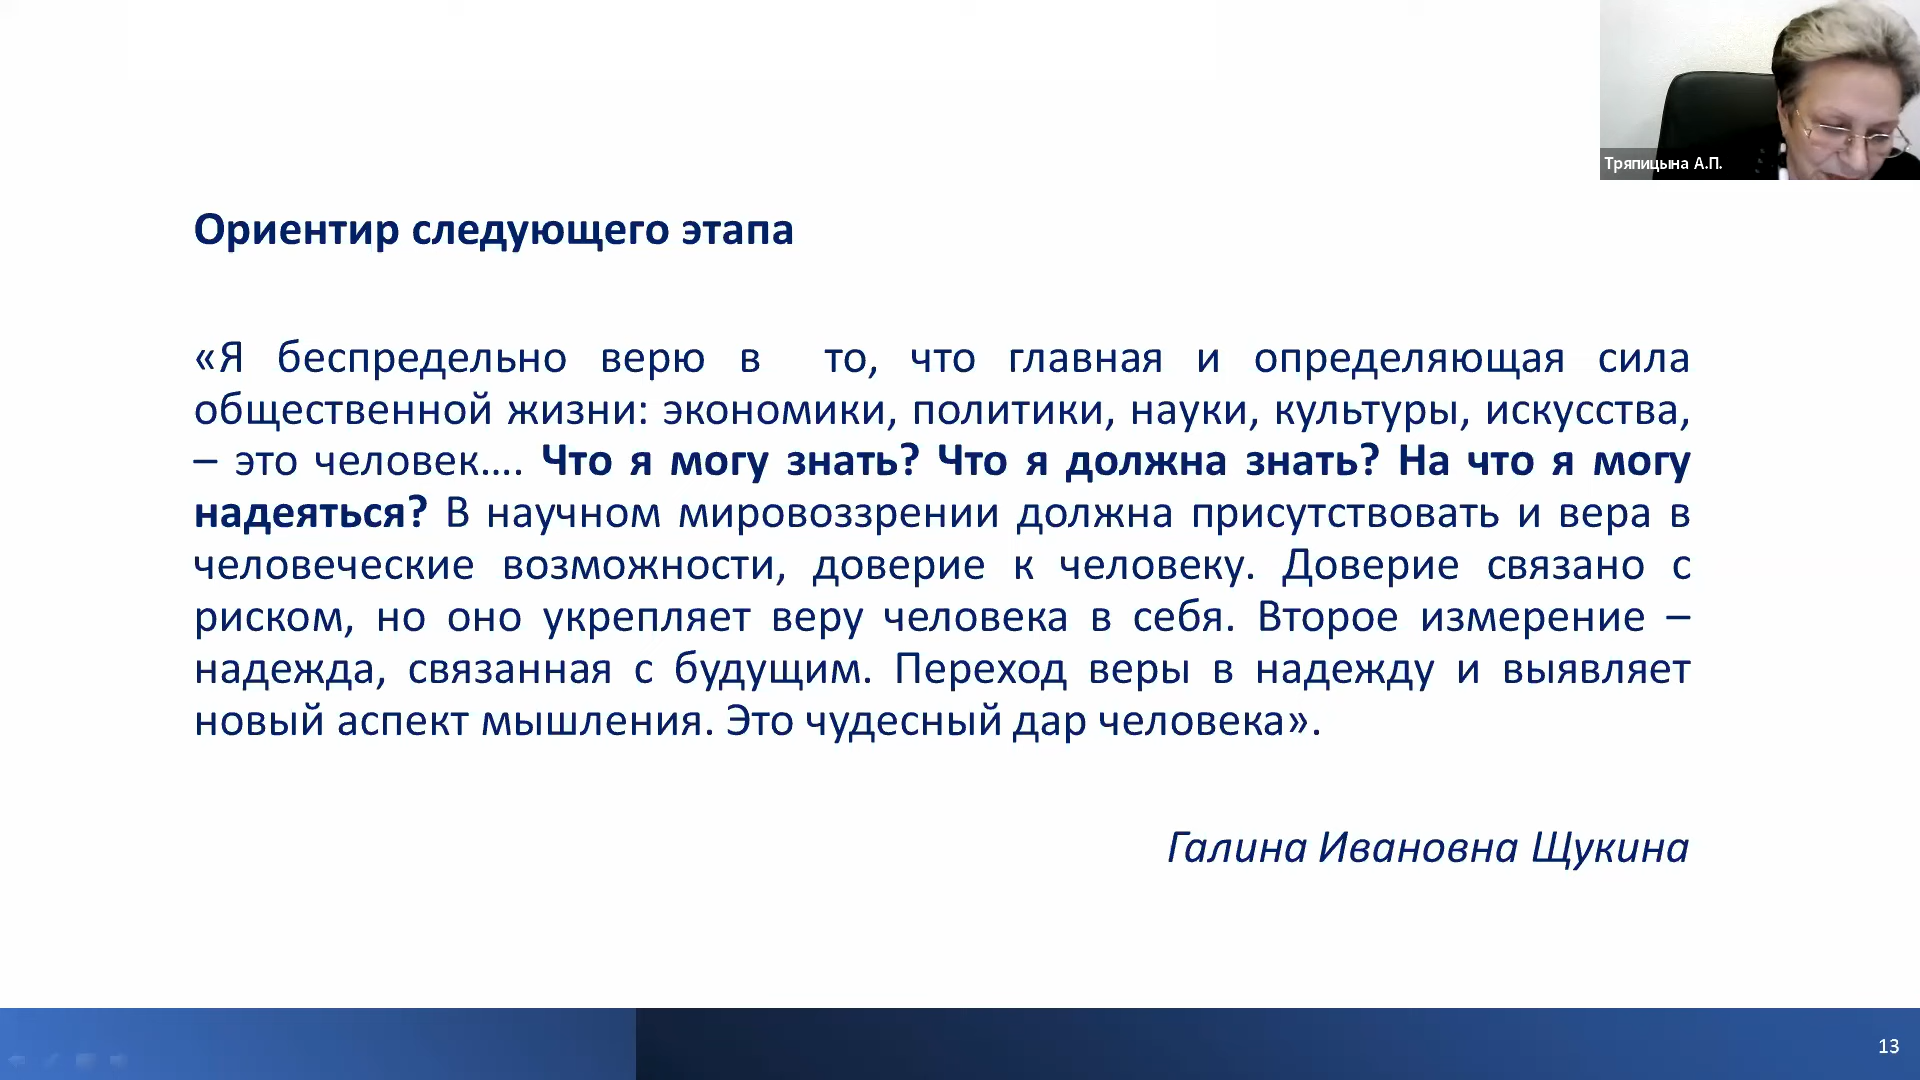 Тряпицына А.П.
Ориентир следующего этапа
«Я беспредельно верю в то, что главная и определяющая сила
общественной жизни: экономики, политики, науки, культуры, искусства,
– это человек…. Что я могу знать? Что я должна знать? На что я могу
надеяться? В научном мировоззрении должна присутствовать и вера в
человеческие возможности, доверие к человеку. Доверие связано с
риском, но оно укрепляет веру человека в себя. Второе измерение –
надежда, связанная с будущим. Переход веры в надежду и выявляет
новый аспект мышления. Это чудесный дар человека».
Галина Ивановна Щукина
13